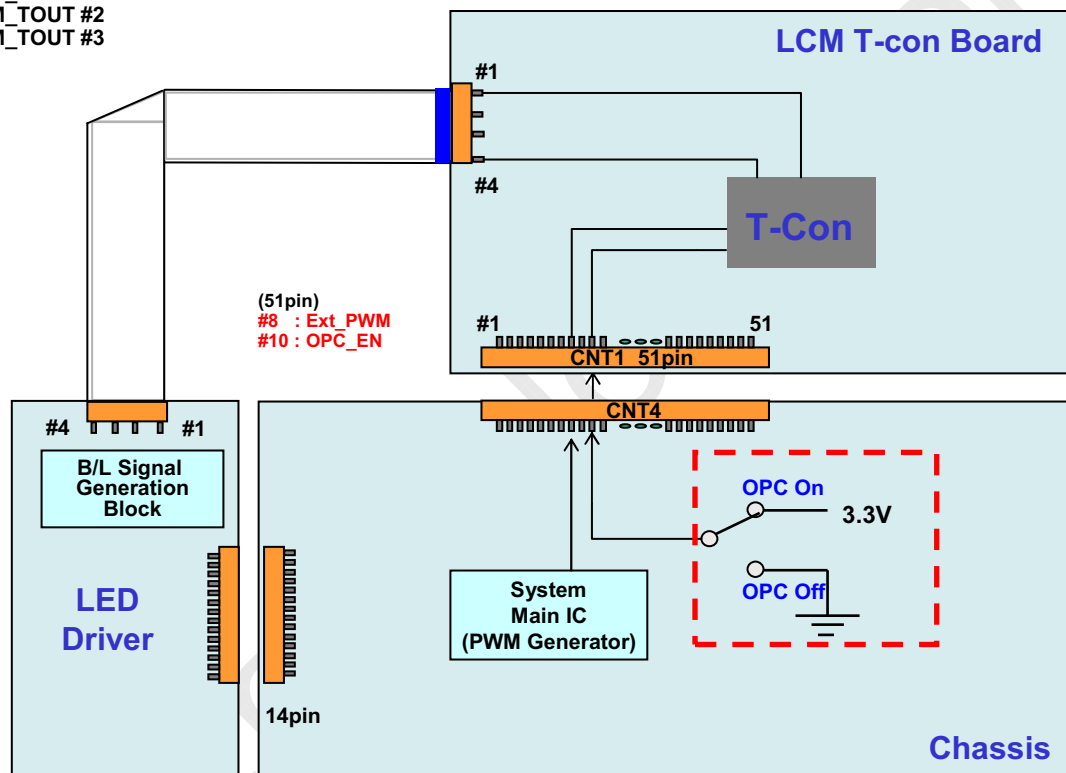 M_TOUT #2
M_TOUT #3
LCM T-con Board
#1
#4
T-Con
(51pin)
#8 : Ext_PWM
#10 : OPC_EN
#1
51
CNT1 51pin
CNT4
#4
#1
B/L Signal
Generation
Block
OPC On
3.3V
OPC Off
System
Main IC
(PWM Generator)
LED
Driver
14pin
Chassis